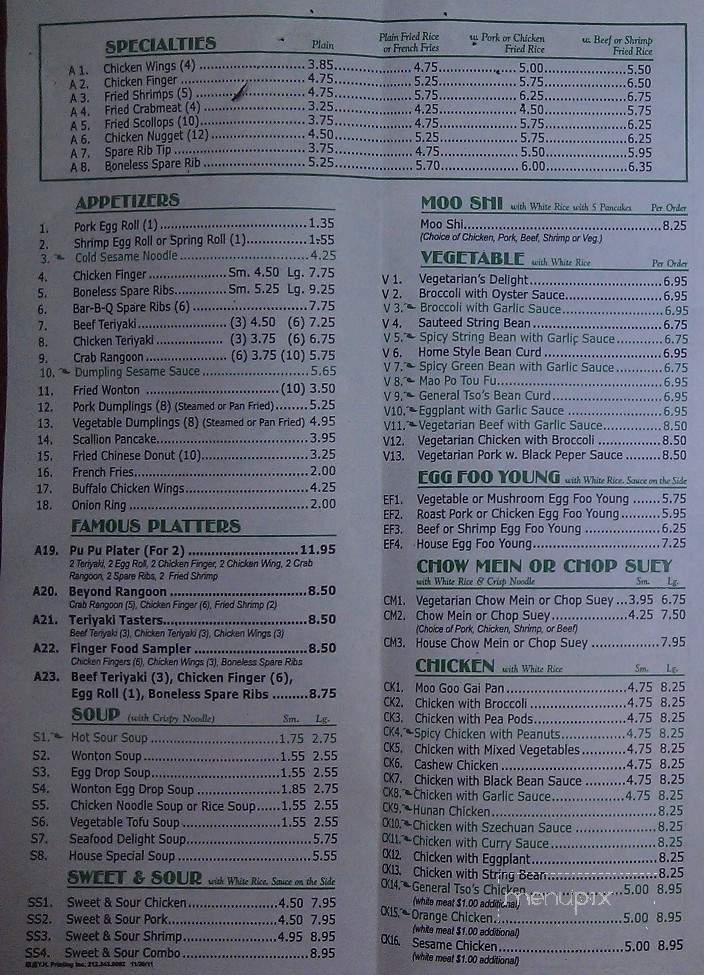 SPECIALTIES Plain Plain Fried Rice or French Fries w. Pork or Chicken Fried Rice w. Beef or Shrimp Fried Rice
A 1. Chicken Wings (4) 3.85 4.75 5.00 5.50
A 2. Chicken Finger 4.75 5.25 5.75 6.50
A 3. Fried Shrimps (5) 4.75 5.75 6.25 6.75
A 4. Fried Crabmeat (4) 3.25 4.25 4.50 5.75
A 5. Fried Scollops (10) 3.75 4.75 5.75 6.25
A 6. Chicken Nugget (12) 4.50 5.25 5.75 6.25
A 7. Spare Rib Tip 3.75 4.75 5.50 5.95
A 8. Boneless Spare Rib 5.25 5.70 6.00 6.35
APPETIZERS
1. Pork Egg Roll (1) 1.35
2. Shrimp Egg Roll or Spring Roll (1) 1.55
3. Cold Sesame Noodle 4.25
4. Chicken Finger Sm. 4.50 Lg. 7.75
5. Boneless Spare Ribs Sm. 5.25 Lg. 9.25
6. Bar-B-Q Spare Ribs (6) 7.75
7. Beef Teriyaki (3) 4.50 (6) 7.25
8. Chicken Teriyaki (3) 3.75 (6) 6.75
9. Crab Rangoon (6) 3.75 (10) 5.75
10. Dumpling Sesame Sauce 5.65
11. Fried Wonton (10) 3.50
12. Pork Dumplings (8) (Steamed or Pan Fried) 5.25
13. Vegetable Dumplings (8) (Steamed or Pan Fried) 4.95
14. Scallion Pancake 3.95
15. Fried Chinese Donut (10) 3.25
16. French Fries 2.00
17. Buffalo Chicken Wings 4.25
18. Onion Ring 2.00
FAMOUS PLATTERS
A19. Pu Pu Plater (For 2) 11.95
2 Teriyaki, 2 Egg Roll, 2 Chicken Finger, 2 Chicken Wing, 2 Crab
Rangoon, 2 Spare Ribs, 2 Fried Shrimp
A20. Beyond Rangoon 8.50
Crab Rangoon (5), Chicken Finger (6), Fried Shrimp (2)
A21. Teriyaki Tasters 8.50
Beef Teriyaki (3), Chicken Teriyaki (3), Chicken Wings (3)
A22. Finger Food Sampler 8.50
Chicken Fingers (6), Chicken Wings (3), Boneless Spare Ribs
A23. Beef Teriyaki (3), Chicken Finger (6),
Egg Roll (1), Boneless Spare Ribs 8.75
SOUP (with Crispy Noodle) Sm. Lg.
S1. Hot Sour Soup 1.75 2.75
S2. Wonton Soup 1.55 2.55
S3. Egg Drop Soup 1.55 2.55
S4. Wonton Egg Drop Soup 1.85 2.75
S5. Chicken Noodle Soup or Rice Soup 1.55 2.55
S6. Vegetable Tofu Soup 1.55 2.55
S7. Seafood Delight Soup 5.75
S8. House Special Soup 5.55
SWEET & SOUR with White Rice, Sauce on the Side
SS1. Sweet & Sour Chicken 4.50 7.95
SS2. Sweet & Sour Pork 4.50 7.95
SS3. Sweet & Sour Shrimp 4.95 8.95
SS4. Sweet & Sour Combo 8.95
Y.H. Printing Inc.
MOO SHI with White Rice with 5 Pancakes Per Order
Moo Shi 8.25
(Choice of Chicken, Pork, Beef, Shrimp or Veg.)
VEGETABLE with White Rice Per Order
V 1. Vegetarian's Delight 6.95
V 2. Broccoli with Oyster Sauce 6.95
V 3. Broccoli with Garlic Sauce 6.95
V 4. Sauteed String Bean 6.75
V 5. Spicy String Bean with Garlic Sauce 6.75
V 6. Home Style Bean Curd 6.95
V 7. Spicy Green Bean with Garlic Sauce 6.75
V 8. Mao Po Tou Fu 6.95
V 9. General Tso's Bean Curd 6.95
V10. Eggplant with Garlic Sauce 6.95
V11. Vegetarian Beef with Garlic Sauce 8.50
V12. Vegetarian Chicken with Broccoli 8.50
V13. Vegetarian Pork w. Black Peper Sauce 8.50
EGG FOO YOUNG with White Rice, Sauce on the Side
EF1. Vegetable or Mushroom Egg Foo Young 5.75
EF2. Roast Pork or Chicken Egg Foo Young 5.95
EF3. Beef or Shrimp Egg Foo Young 6.25
EF4. House Egg Foo Young 7.25
CHOW MEIN OR CHOP SUEY
with White Rice & Crisp Noodle Sm. Lg.
CM1. Vegetarian Chow Mein or Chop Suey 3.95 6.75
CM2. Chow Mein or Chop Suey 4.25 7.50
(Choice of Pork, Chicken, Shrimp, or Beef)
CM3. House Chow Mein or Chop Suey 7.95
CHICKEN with White Rice Sm. Lg.
CK1. Moo Goo Gai Pan 4.75 8.25
CK2. Chicken with Broccoli 4.75 8.25
CK3. Chicken with Pea Pods 4.75 8.25
CK4. Spicy Chicken with Peanuts 4.75 8.25
CK5. Chicken with Mixed Vegetables 4.75 8.25
CK6. Cashew Chicken 4.75 8.25
CK7. Chicken with Black Bean Sauce 4.75 8.25
CK8. Chicken with Garlic Sauce 4.75 8.25
CK9. Hunan Chicken 8.25
CK10. Chicken with Szechuan Sauce 8.25
CK11. Chicken with Curry Sauce 8.25
CK12. Chicken with Eggplant 8.25
CK13. Chicken with String Bean 8.25
CK14. General Tso's Chicken 5.00 8.95
(white meat $1.00 additional)
menupix
CK15. Orange Chicken 5.00 8.95
(white meat $1.00 additional)
CK16. Sesame Chicken 5.00 8.95
(white meat $1.00 additional)